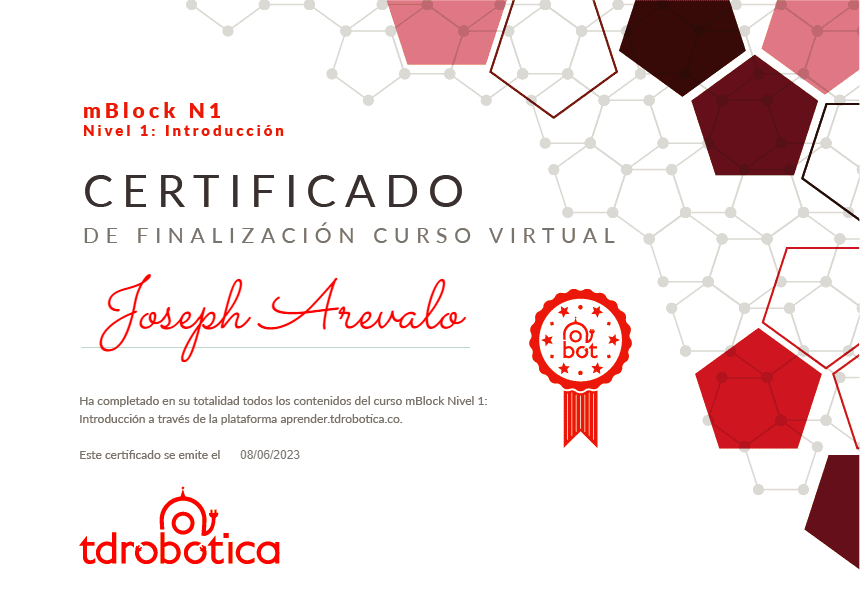 mBlock N1
Nivel 1: Introducción
CERTIFICADO
DE FINALIZACIÓN CURSO VIRTUAL
Joseph Arevalo
bot
Ha completado en su totalidad todos los contenidos del curso mBlock Nivel 1:
Introducción a través de la plataforma aprender.tdrobotica.co.
Este certificado se emite el 08/06/2023
tdrobotica